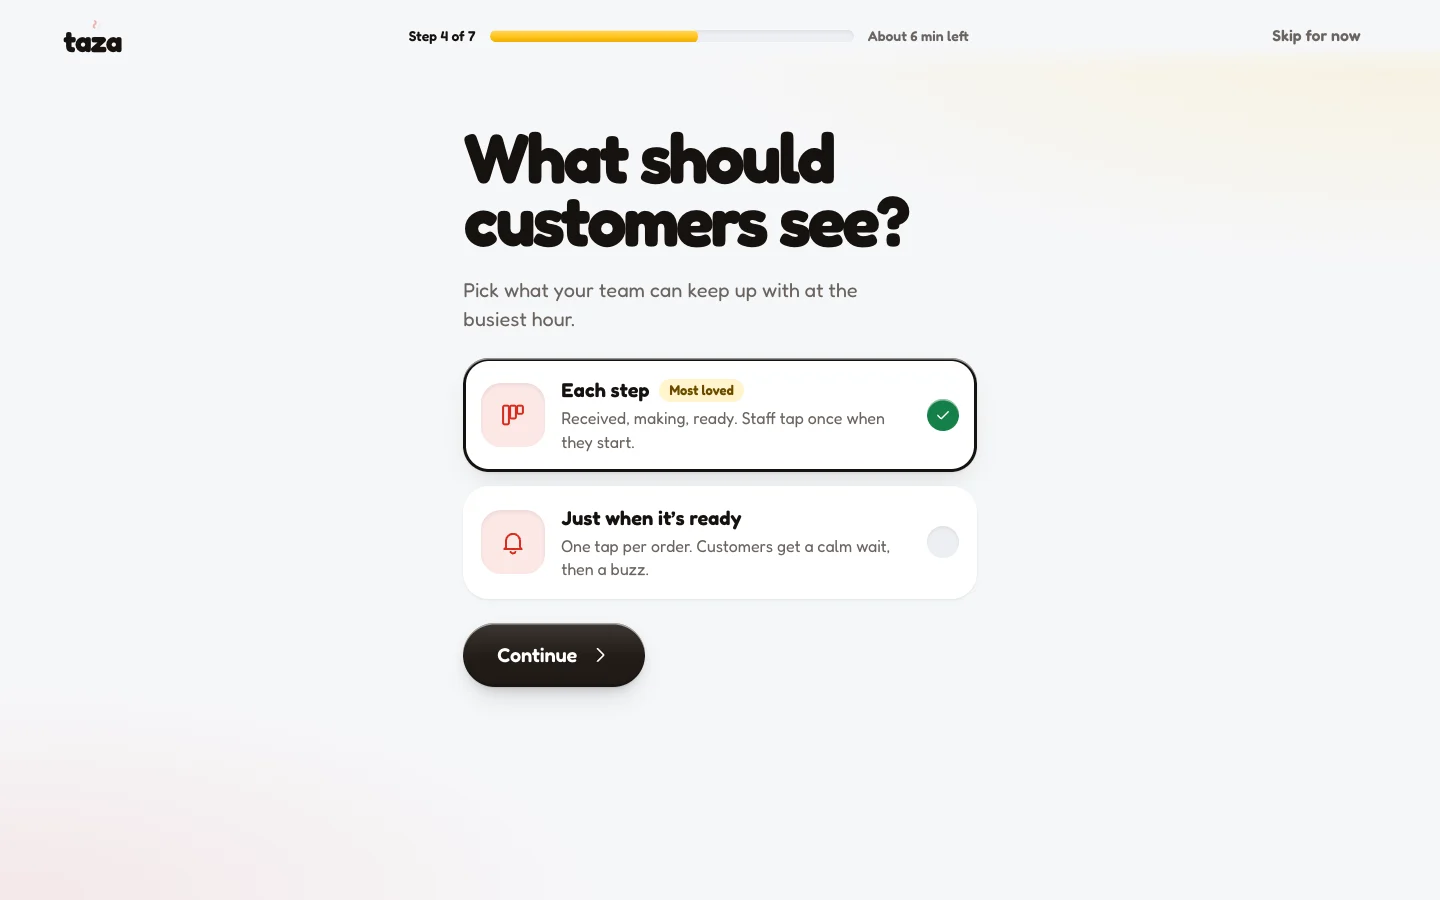 taza
Step 4 of 7
About 6 min left
Skip for now
What should
customers see?
Pick what your team can keep up with at the
busiest hour.
Each step
Most loved
Received, making, ready. Staff tap once when
they start.
Just when it’s ready
One tap per order. Customers get a calm wait,
then a buzz.
Continue